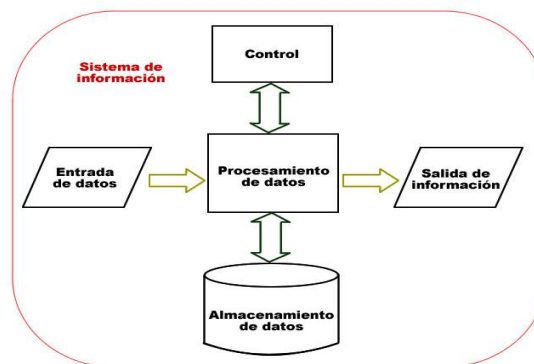 Control
Sistema de
información
Entrada
de datos
Procesamiento
de datos
Salida de
información
Almacenamiento
de datos